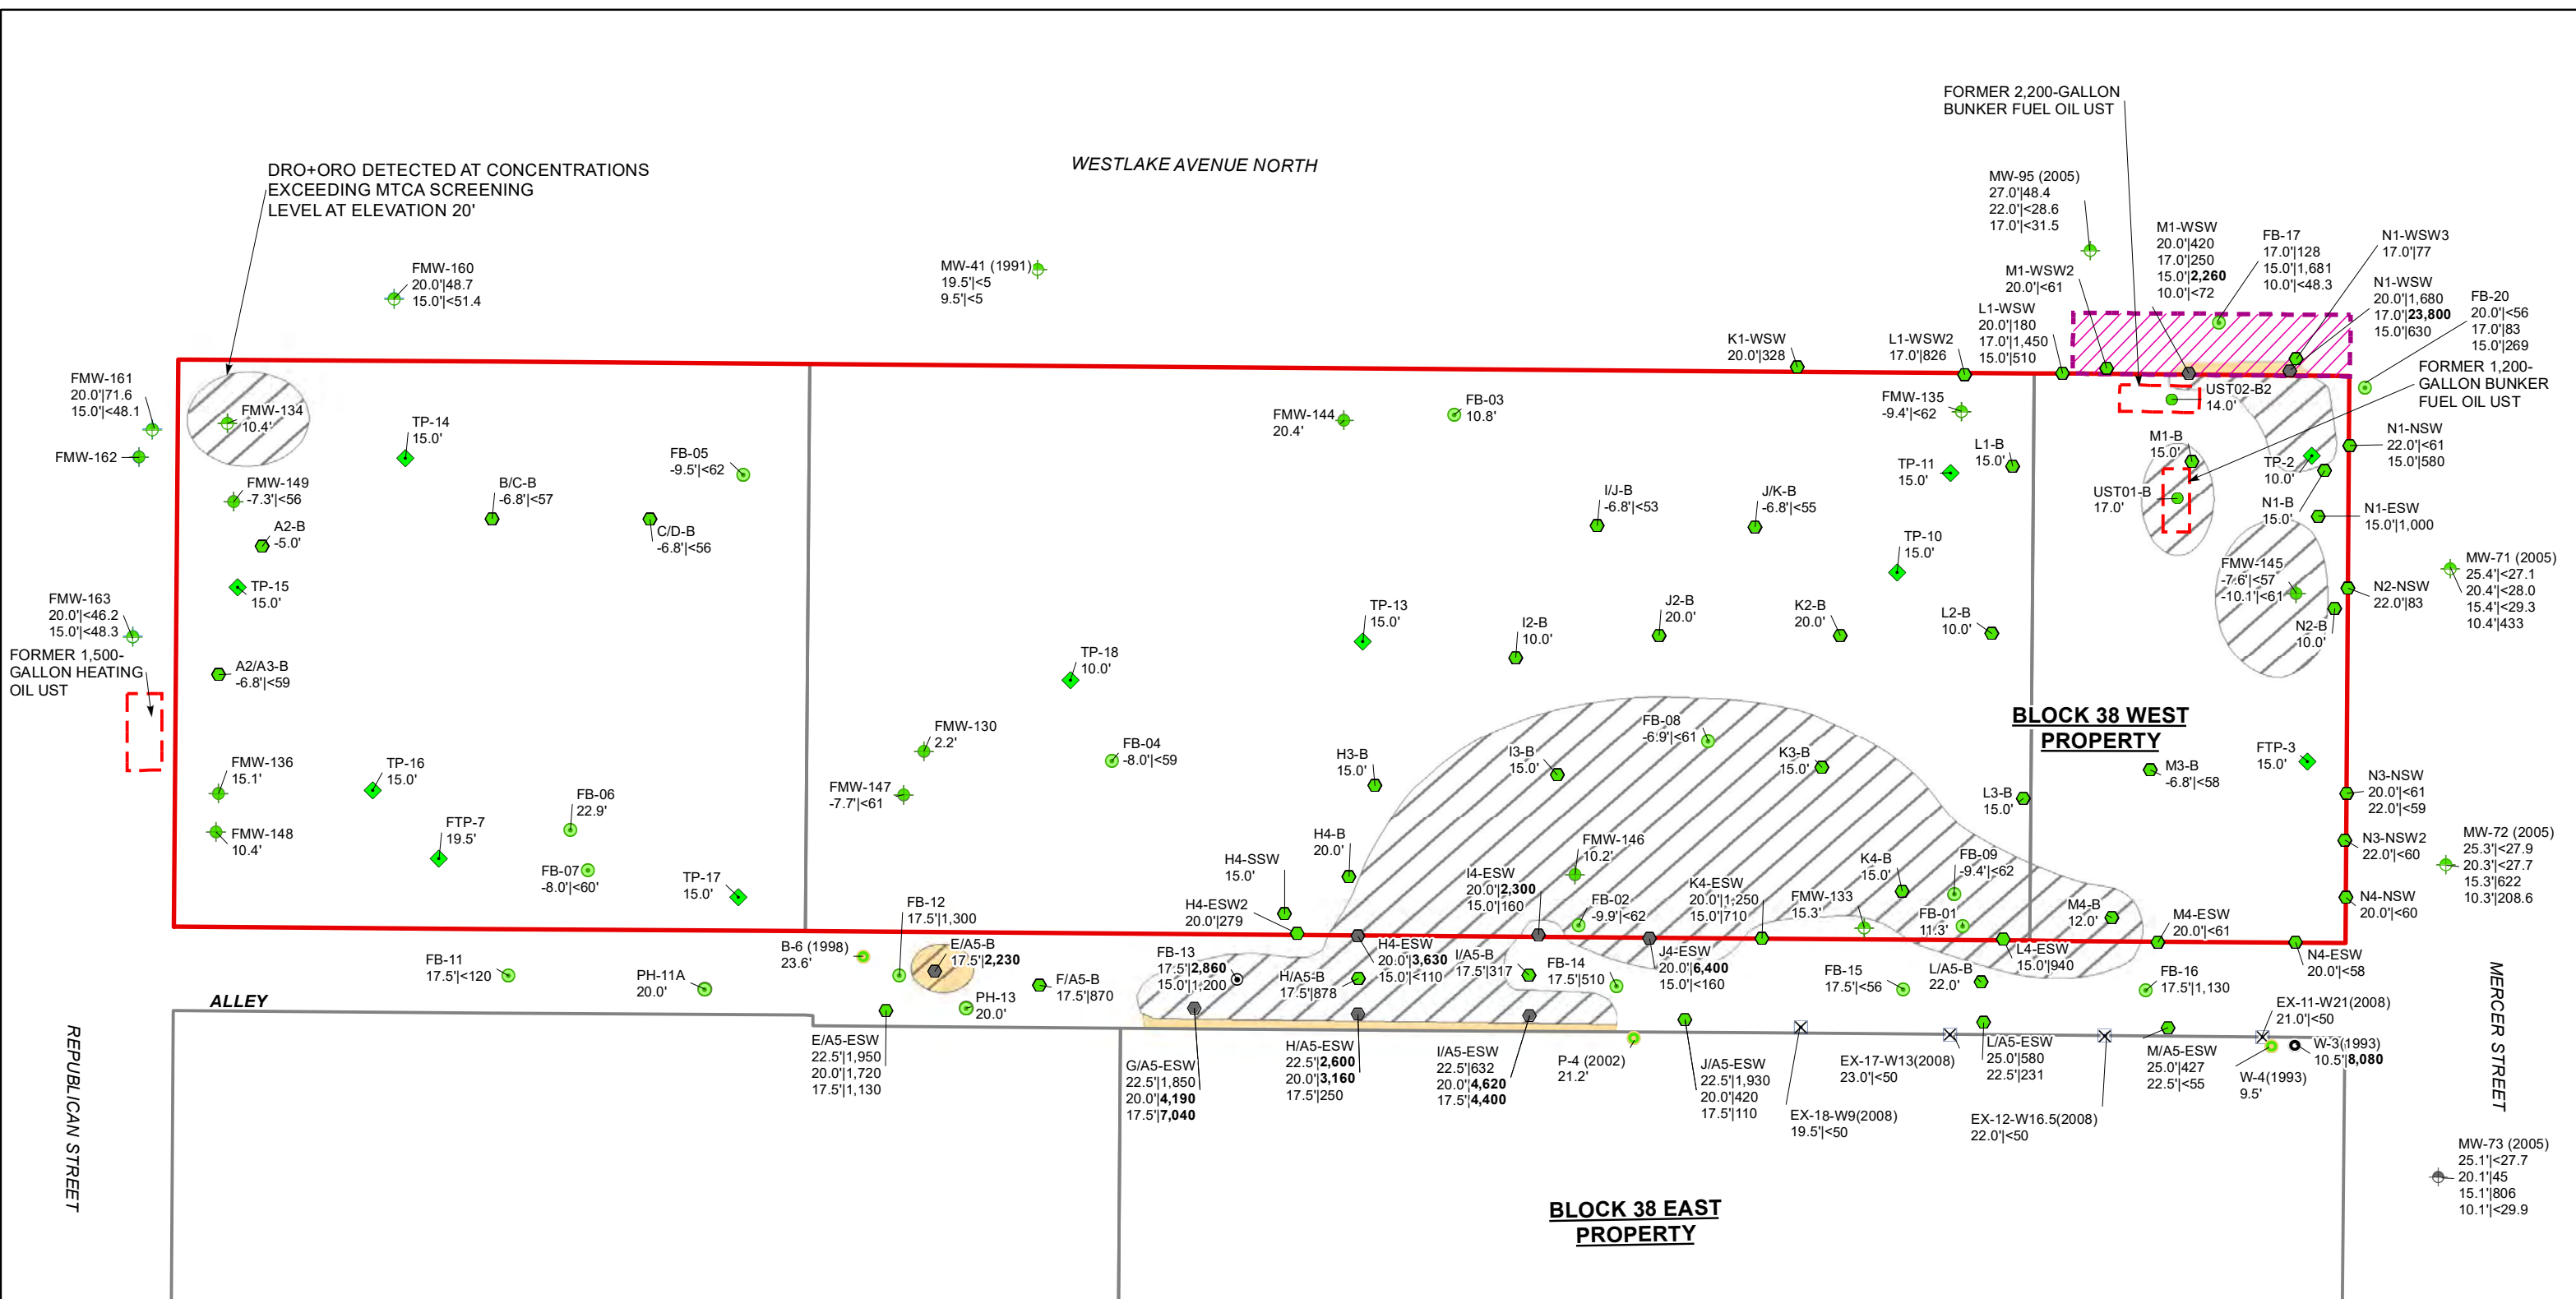 FORMER 2,200-GALLON
BUNKER FUEL OIL UST
WESTLAKE AVENUE NORTH
DRO+ORO DETECTED AT CONCENTRATIONS
EXCEEDING MTCA SCREENING
LEVEL AT ELEVATION 20'
MW-95 (2005)
27.0'|48.4
22.0'|<28.6
17.0'|<31.5
M1-WSW
20.0'|420
17.0'|250
15.0'|2,260
10.0'|<72
FB-17
17.0'|128
15.0'|1,681
10.0'|<48.3
N1-WSW3
17.0'|77
N1-WSW
20.0'|1,680
17.0'|23,800
15.0'|630
FB-20
20.0'|<56
17.0'|83
15.0'|269
FORMER 1,200-
GALLON BUNKER
FUEL OIL UST
FMW-160
20.0'|48.7
15.0'|<51.4
MW-41 (1991)
19.5'|<5
9.5'|<5
M1-WSW2
20.0'|<61
L1-WSW
20.0'|180
17.0'|1,450
15.0'|510
K1-WSW
20.0'|328
L1-WSW2
17.0'|826
FMW-161
20.0'|71.6
15.0'|<48.1
FMW-162
FMW-134
10.4'
TP-14
15.0'
FB-05
-9.5'|<62
FMW-144
20.4'
FB-03
10.8'
FMW-135
-9.4'|<62
UST02-B2
14.0'
N1-NSW
22.0'|<61
15.0'|580
L1-B
15.0'
TP-11
15.0'
M1-B
15.0'
TP-2
10.0'
FMW-149
-7.3'|<56
B/C-B
-6.8'|<57
C/D-B
-6.8'|<56
I/J-B
-6.8'|<53
J/K-B
-6.8'|<55
UST01-B
17.0'
N1-B
15.0'
N1-ESW
15.0'|1,000
A2-B
-5.0'
TP-10
15.0'
FMW-145
-7.6'|<57
-10.1'|<61
MW-71 (2005)
25.4'|<27.1
20.4'|<28.0
15.4'|<29.3
10.4'|433
TP-15
15.0'
N2-NSW
22.0'|83
FMW-163
20.0'|<46.2
15.0'|<48.3
TP-13
15.0'
I2-B
10.0'
J2-B
20.0'
K2-B
20.0'
L2-B
10.0'
N2-B
10.0'
FORMER 1,500-
GALLON HEATING
OIL UST
A2/A3-B
-6.8'|<59
TP-18
10.0'
BLOCK 38 WEST
PROPERTY
FMW-130
2.2'
FB-04
-8.0'|<59
H3-B
15.0'
I3-B
15.0'
FB-08
-6.9'|<61
K3-B
15.0'
M3-B
-6.8'|<58
FTP-3
15.0'
FMW-136
15.1'
TP-16
15.0'
FB-06
22.9'
FMW-147
-7.7'|<61
L3-B
15.0'
N3-NSW
20.0'|<61
22.0'|<59
FMW-148
10.4'
FTP-7
19.5'
H4-B
20.0'
FMW-146
10.2'
N3-NSW2
22.0'|<60
MW-72 (2005)
25.3'|<27.9
20.3'|<27.7
15.3'|622
10.3'|208.6
FB-07
-8.0'|<60'
TP-17
15.0'
H4-SSW
15.0'
I4-ESW
20.0'|2,300
15.0'|160
K4-B
15.0'
FB-09
-9.4'|<62
K4-ESW
20.0'|1,250
15.0'|710
FMW-133
15.3'
FB-02
-9.9'|<62
FB-01
11.3'
M4-B
12.0'
N4-NSW
20.0'|<60
H4-ESW2
20.0'|279
FB-12
17.5'|1,300
M4-ESW
20.0'|<61
B-6 (1998)
23.6'
E/A5-B
17.5'|2,230
FB-13
17.5'|2,860
15.0'|1,200
H4-ESW
20.0'|3,630
15.0'|<110
I/A5-B
17.5'|317
J4-ESW
20.0'|6,400
15.0'|<160
L4-ESW
15.0'|940
N4-ESW
20.0'|<58
FB-11
17.5'|<120
PH-11A
20.0'
F/A5-B
17.5'|870
H/A5-B
17.5'|878
FB-14
17.5'|510
FB-15
17.5'|<56
L/A5-B
22.0'
FB-16
17.5'|1,130
ALLEY
PH-13
20.0'
EX-11-W21(2008)
21.0'|<50
E/A5-ESW
22.5'|1,950
20.0'|1,720
17.5'|1,130
G/A5-ESW
22.5'|1,850
20.0'|4,190
17.5'|7,040
H/A5-ESW
22.5'|2,600
20.0'|3,160
17.5'|250
I/A5-ESW
22.5'|632
20.0'|4,620
17.5'|4,400
P-4 (2002)
21.2'
J/A5-ESW
22.5'|1,930
20.0'|420
17.5'|110
EX-17-W13(2008)
23.0'|<50
L/A5-ESW
25.0'|580
22.5'|231
M/A5-ESW
25.0'|427
22.5'|<55
W-3(1993)
10.5'|8,080
W-4(1993)
9.5'
EX-18-W9(2008)
19.5'|<50
EX-12-W16.5(2008)
22.0'|<50
REPUBLICAN STREET
MERCER STREET
MW-73 (2005)
25.1'|<27.7
20.1'|45
15.1'|806
10.1'|<29.9
BLOCK 38 EAST
PROPERTY